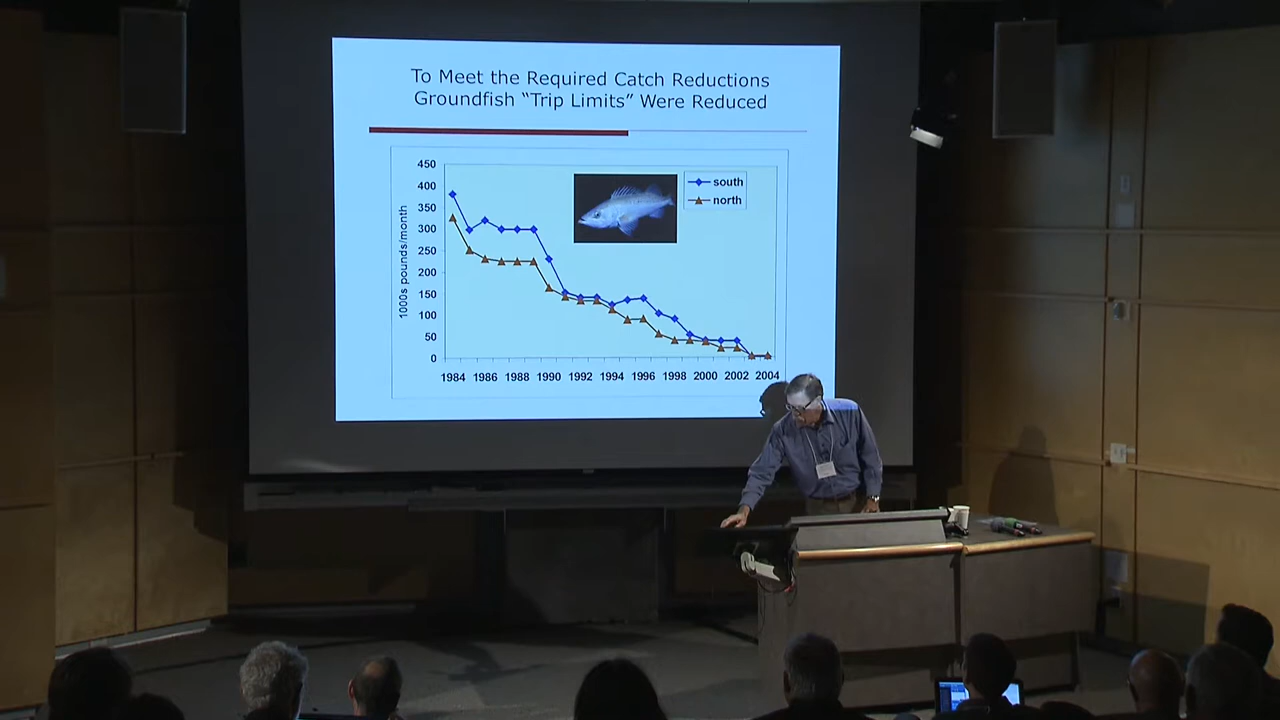 To Meet the Required Catch Reductions
Groundfish “Trip Limits” Were Reduced
450
400
350
300
250
200
150
100
50
0
1000s pounds/month
south
north
1984 1986 1988 1990 1992 1994 1996 1998 2000 2002 2004